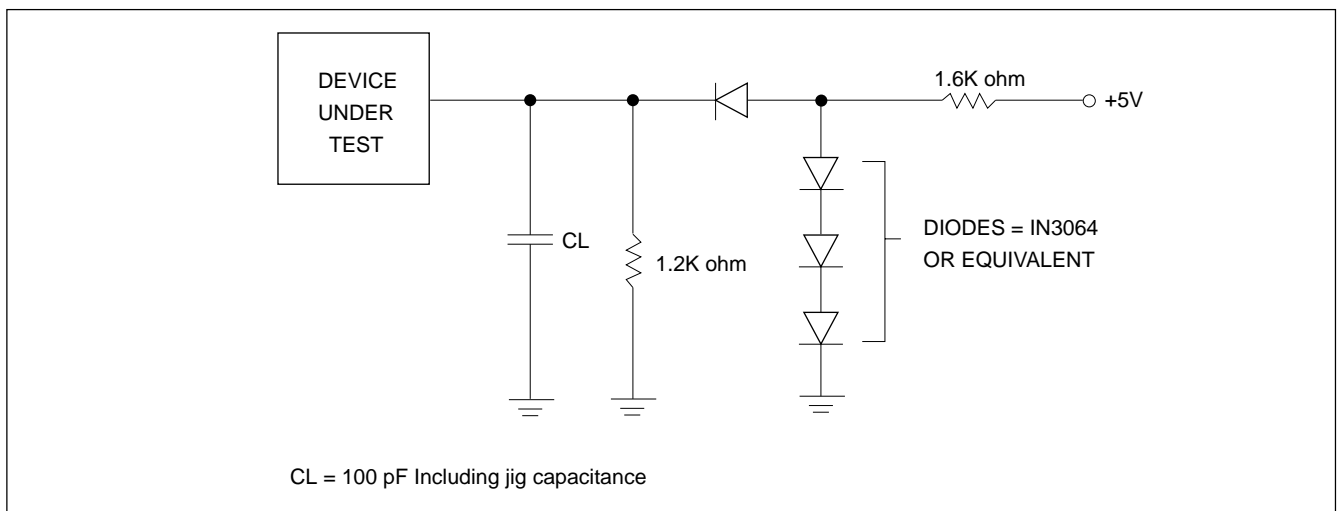 DEVICE
UNDER
TEST
1.6K ohm
+5V
CL
1.2K ohm
DIODES = IN3064
OR EQUIVALENT
CL = 100 pF Including jig capacitance